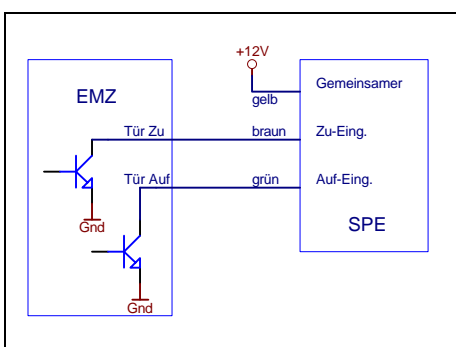 +12V
Gemeinsamer
EMZ
gelb
Tür Zu
braun
Zu-Eing.
Tür Auf
grün
Auf-Eing.
Gnd
SPE
Gnd